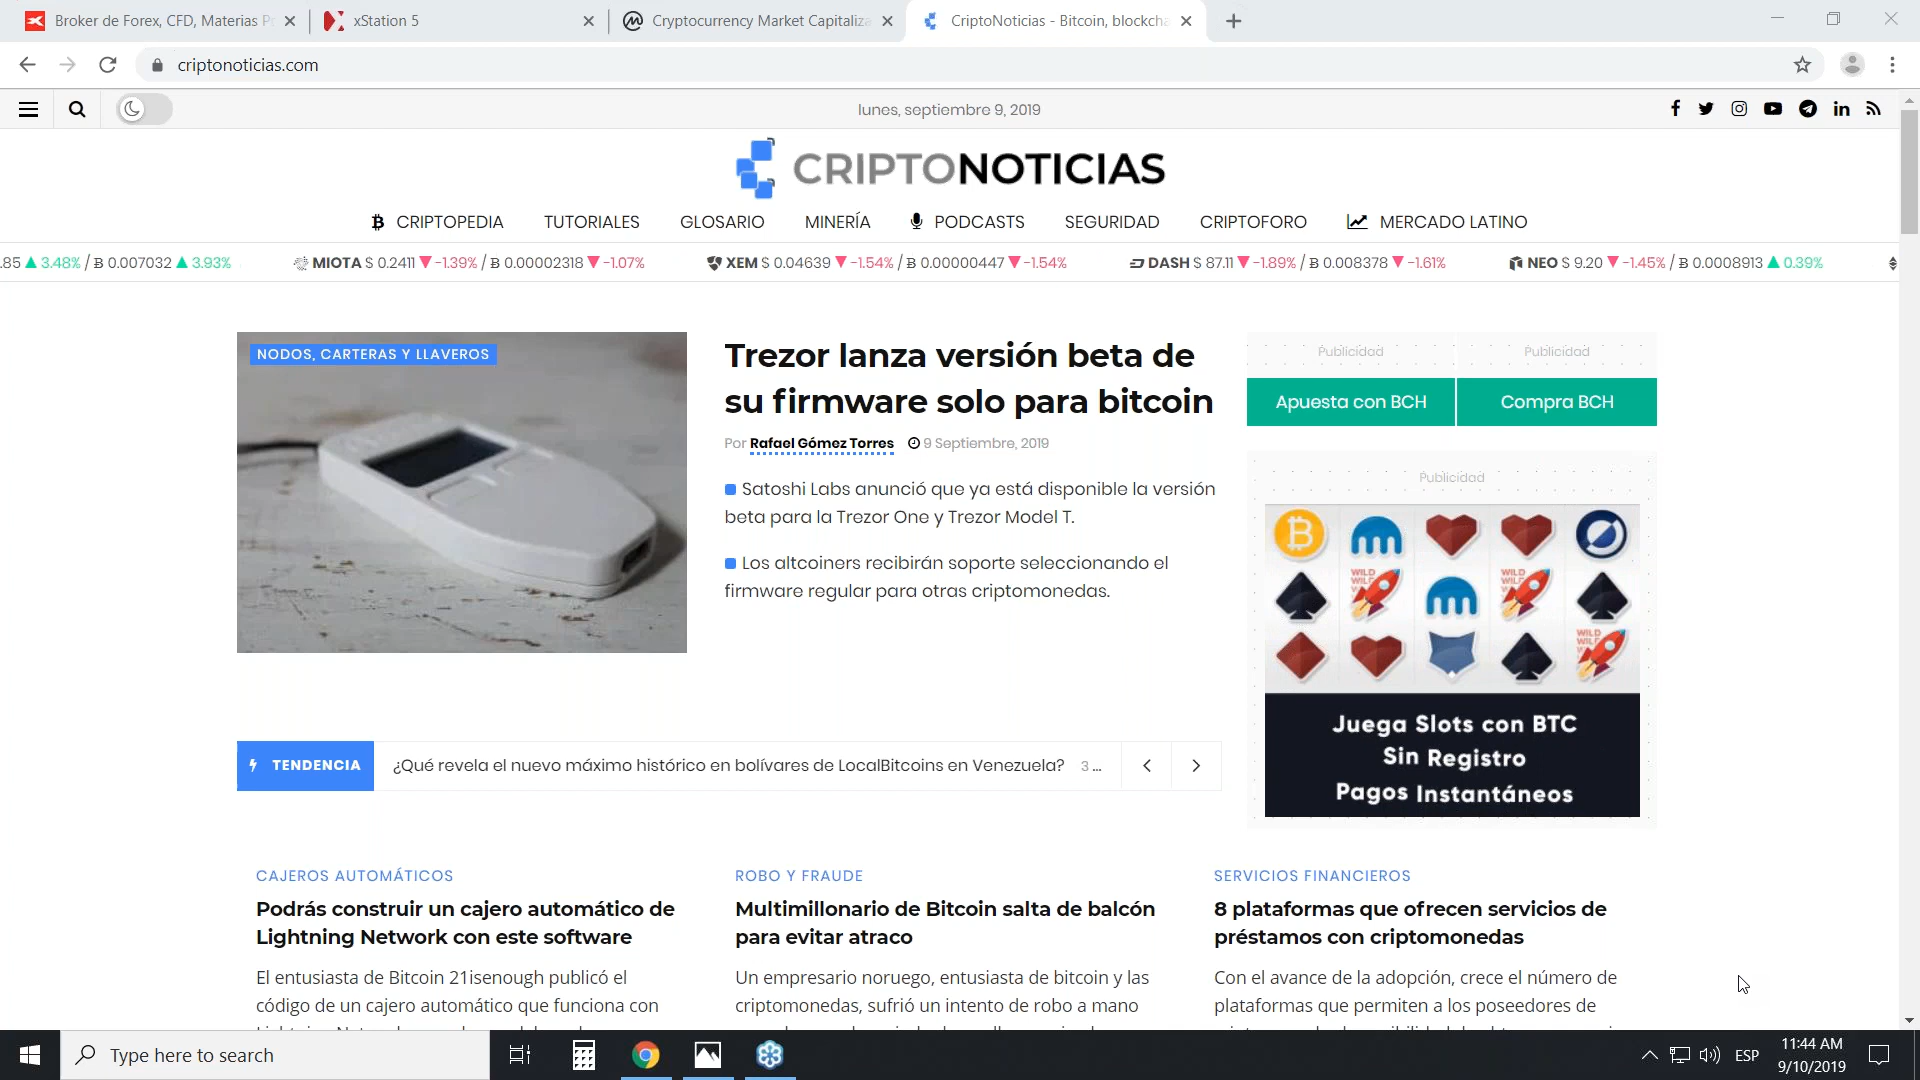 Broker de Forex, CFD, Materias P
xStation 5
Cryptocurrency Market Capitaliza
CriptoNoticias - Bitcoin, blockcha
criptonoticias.com
lunes, septiembre 9, 2019
CRIPTONOTICIAS
CRIPTOPEDIA TUTORIALES GLOSARIO MINERÍA PODCASTS SEGURIDAD CRIPTOFORO MERCADO LATINO
.85 ▲ 3.48% / Ƀ 0.007032 ▲ 3.93% MIOTA $ 0.2411 ▼ -1.39% / Ƀ 0.00002318 ▼ -1.07% XEM $ 0.04639 ▼ -1.54% / Ƀ 0.00000447 ▼ -1.54% DASH $ 87.11 ▼ -1.89% / Ƀ 0.008378 ▼ -1.61% NEO $ 9.20 ▼ -1.45% / Ƀ 0.0008913 ▲ 0.39%
NODOS, CARTERAS Y LLAVEROS
Trezor lanza versión beta de
su firmware solo para bitcoin
Por Rafael Gómez Torres 9 Septiembre, 2019
Satoshi Labs anunció que ya está disponible la versión
beta para la Trezor One y Trezor Model T.
Los altcoiners recibirán soporte seleccionando el
firmware regular para otras criptomonedas.
Publicidad Publicidad
Apuesta con BCH Compra BCH
Publicidad
WILD WILD
WILD
Juega Slots con BTC
Sin Registro
Pagos Instantáneos
TENDENCIA ¿Qué revela el nuevo máximo histórico en bolívares de LocalBitcoins en Venezuela? 3 ...
CAJEROS AUTOMÁTICOS
Podrás construir un cajero automático de
Lightning Network con este software
El entusiasta de Bitcoin 21isenough publicó el
código de un cajero automático que funciona con
ROBO Y FRAUDE
Multimillonario de Bitcoin salta de balcón
para evitar atraco
Un empresario noruego, entusiasta de bitcoin y las
criptomonedas, sufrió un intento de robo a mano
SERVICIOS FINANCIEROS
8 plataformas que ofrecen servicios de
préstamos con criptomonedas
Con el avance de la adopción, crece el número de
plataformas que permiten a los poseedores de
Type here to search
ESP
11:44 AM
9/10/2019